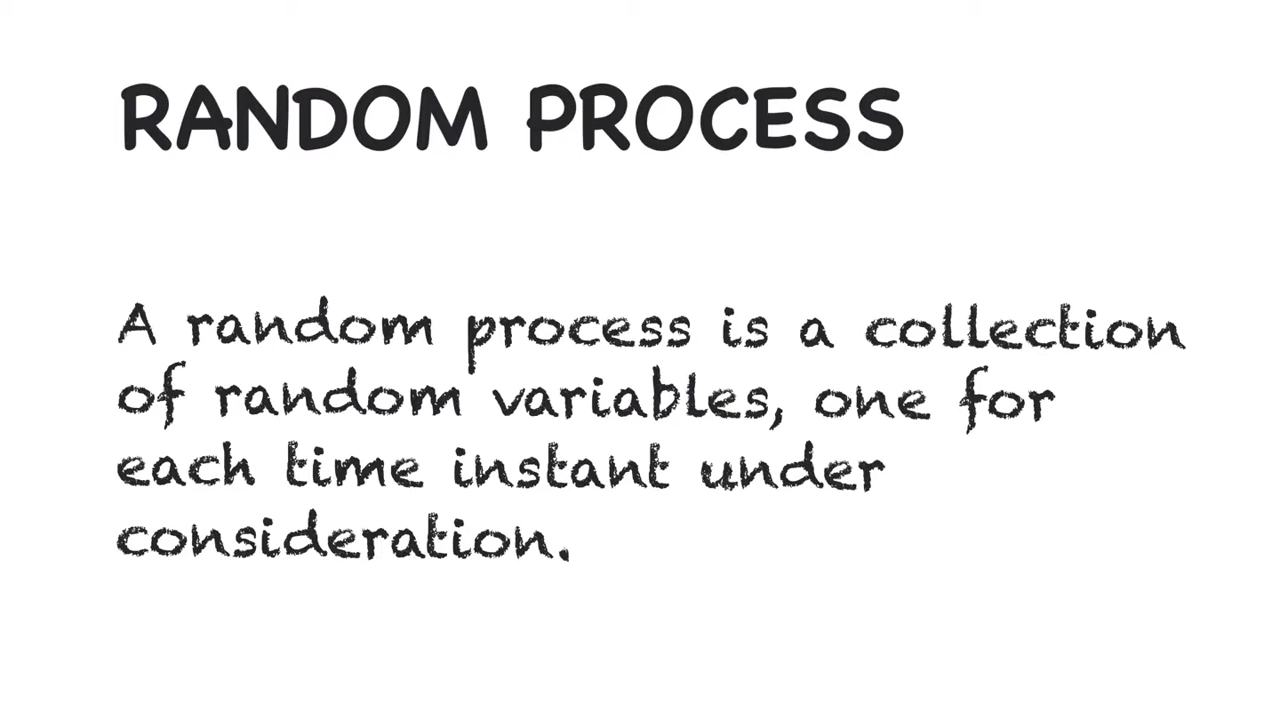 RANDOM PROCESS
A random process is a collection
of random variables, one for
each time instant under
consideration.